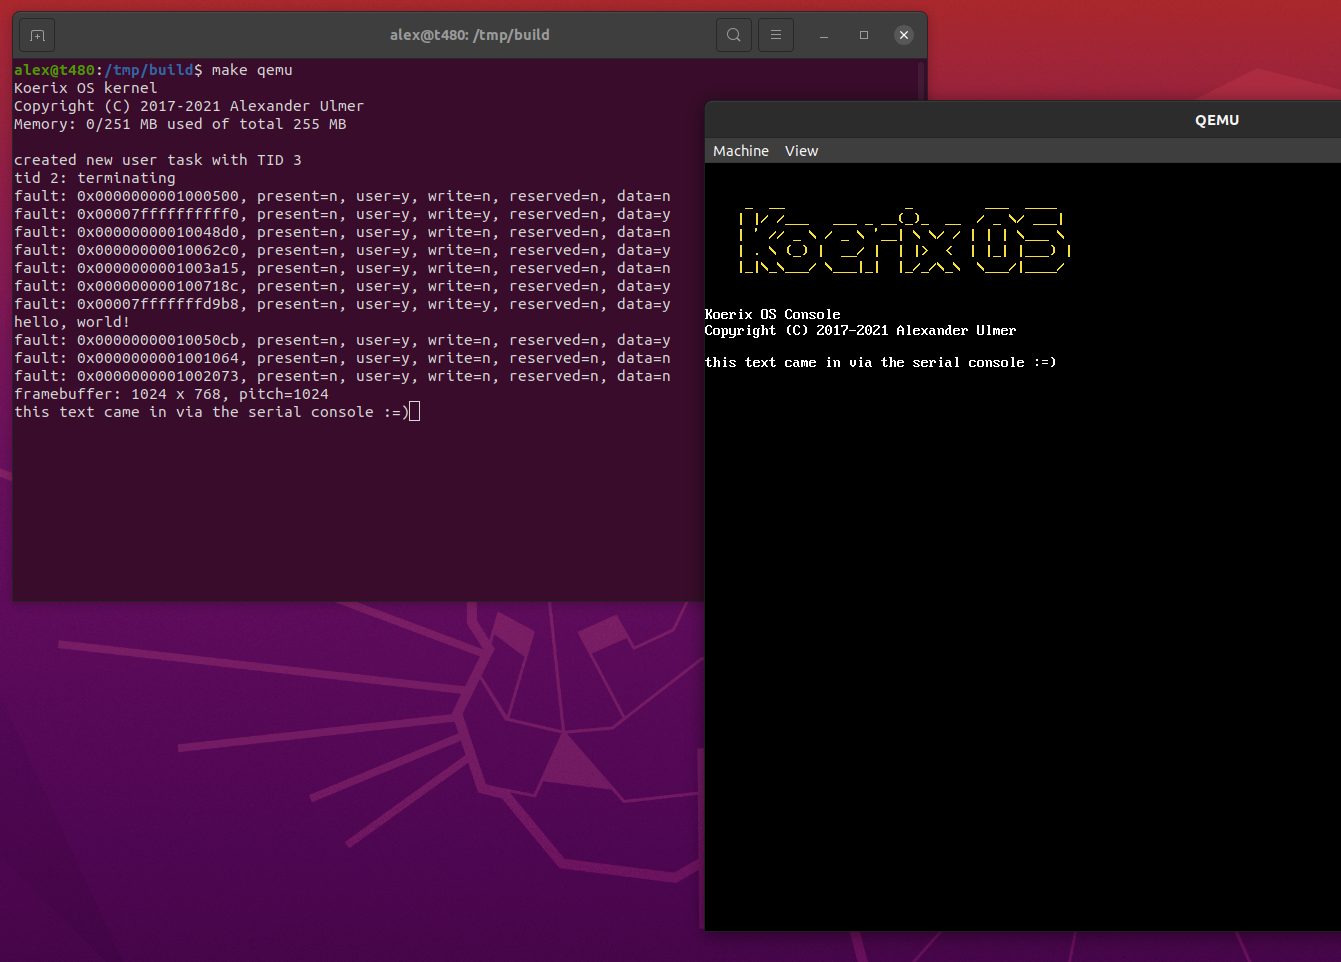 alex@t480: /tmp/build
alex@t480:/tmp/build$ make qemu
Koerix OS kernel
Copyright (C) 2017-2021 Alexander Ulmer
Memory: 0/251 MB used of total 255 MB
created new user task with TID 3
tid 2: terminating
fault: 0x0000000001000500, present=n, user=y, write=n, reserved=n, data=n
fault: 0x00007ffffffffff0, present=n, user=y, write=y, reserved=n, data=y
fault: 0x00000000010048d0, present=n, user=y, write=n, reserved=n, data=n
fault: 0x00000000010062c0, present=n, user=y, write=n, reserved=n, data=y
fault: 0x0000000001003a15, present=n, user=y, write=n, reserved=n, data=n
fault: 0x000000000100718c, present=n, user=y, write=n, reserved=n, data=y
fault: 0x00007fffffffd9b8, present=n, user=y, write=y, reserved=n, data=y
hello, world!
fault: 0x00000000010050cb, present=n, user=y, write=n, reserved=n, data=y
fault: 0x0000000001001064, present=n, user=y, write=n, reserved=n, data=n
fault: 0x0000000001002073, present=n, user=y, write=n, reserved=n, data=n
framebuffer: 1024 x 768, pitch=1024
this text came in via the serial console :=)
QEMU
Machine View
Koerix OS
Koerix OS Console
Copyright (C) 2017-2021 Alexander Ulmer
this text came in via the serial console :=)